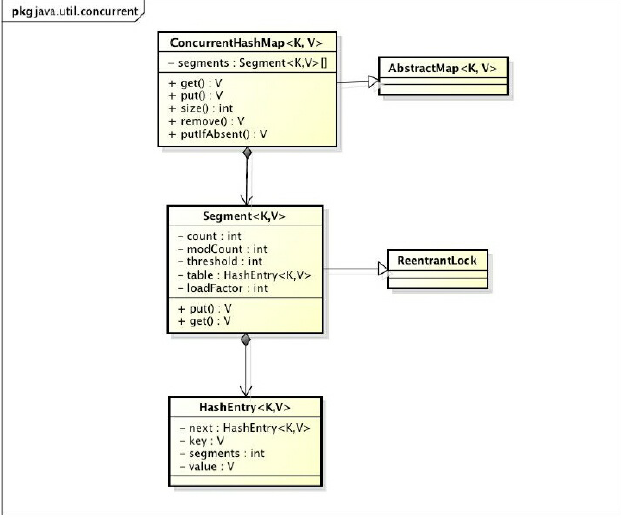 pkg java.util.concurrent
ConcurrentHashMap<K, V>
- segments : Segment<K,V>[]
+ get() : V
+ put() : V
+ size() : int
+ remove() : V
+ putIfAbsent() : V
AbstractMap<K, V>
Segment<K,V>
- count : int
- modCount : int
- threshold : int
- table : HashEntry<K,V>
- loadFactor : int
+ put() : V
+ get() : V
ReentrantLock
HashEntry<K,V>
- next : HashEntry<K,V>
- key : V
- segments : int
- value : V